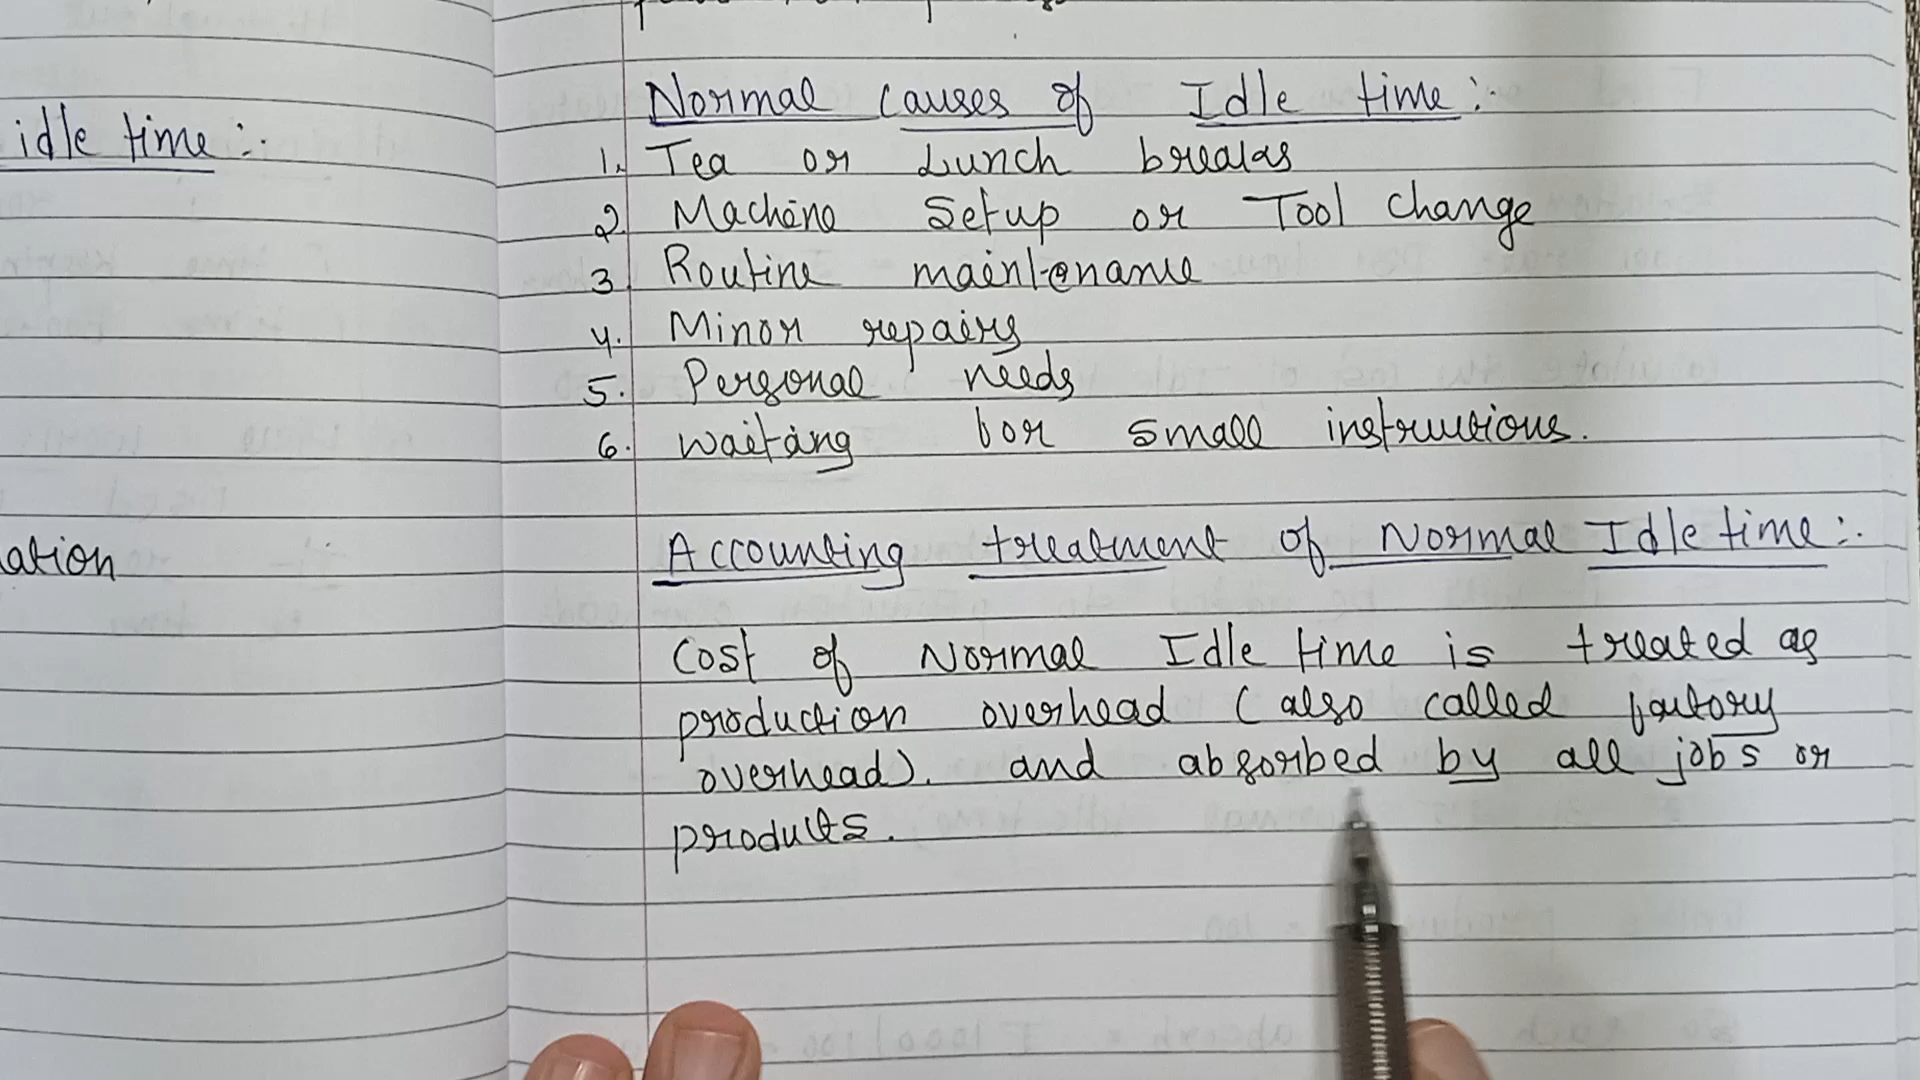 idle time :-
ation
Normal Causes of Idle time :-
1. Tea or Lunch breaks
2. Machine Setup or Tool Change
3. Routine maintenance
4. Minor repairs
5. Personal needs
6. Waiting for small instructions.
Accounting treatment of Normal Idle time :-
Cost of Normal Idle time is treated as
production overhead (also called factory
overhead). and absorbed by all jobs or
products.